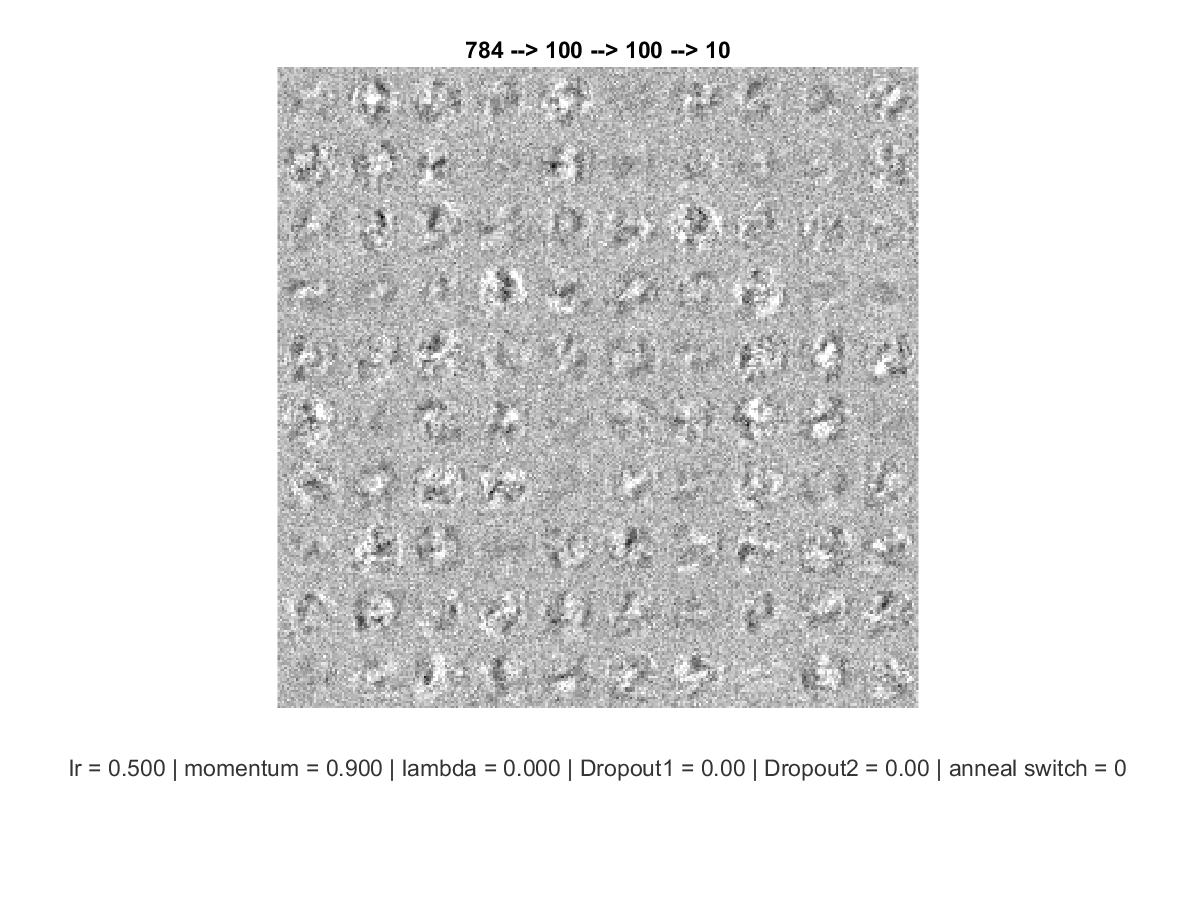 784 --> 100 --> 100 --> 10
lr = 0.500 | momentum = 0.900 | lambda = 0.000 | Dropout1 = 0.00 | Dropout2 = 0.00 | anneal switch = 0